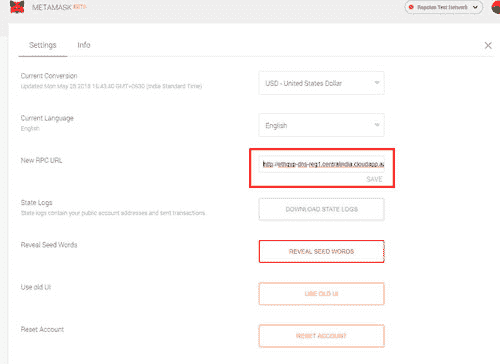 METAMASK BETA
Ropsten Test Network
Settings Info
Current Conversion
Updated Mon May 28 2018 15:43:40 GMT+0530 (India Standard Time)
USD - United States Dollar
Current Language
English
English
New RPC URL
SAVE
State Logs
State logs contain your public account addresses and sent transactions.
DOWNLOAD STATE LOGS
Reveal Seed Words
REVEAL SEED WORDS
Use old UI
USE OLD UI
Reset Account
RESET ACCOUNT